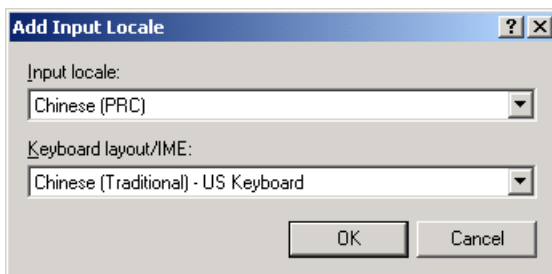 Add Input Locale
Input locale:
Chinese (PRC)
Keyboard layout/IME:
Chinese (Traditional) - US Keyboard
OK Cancel